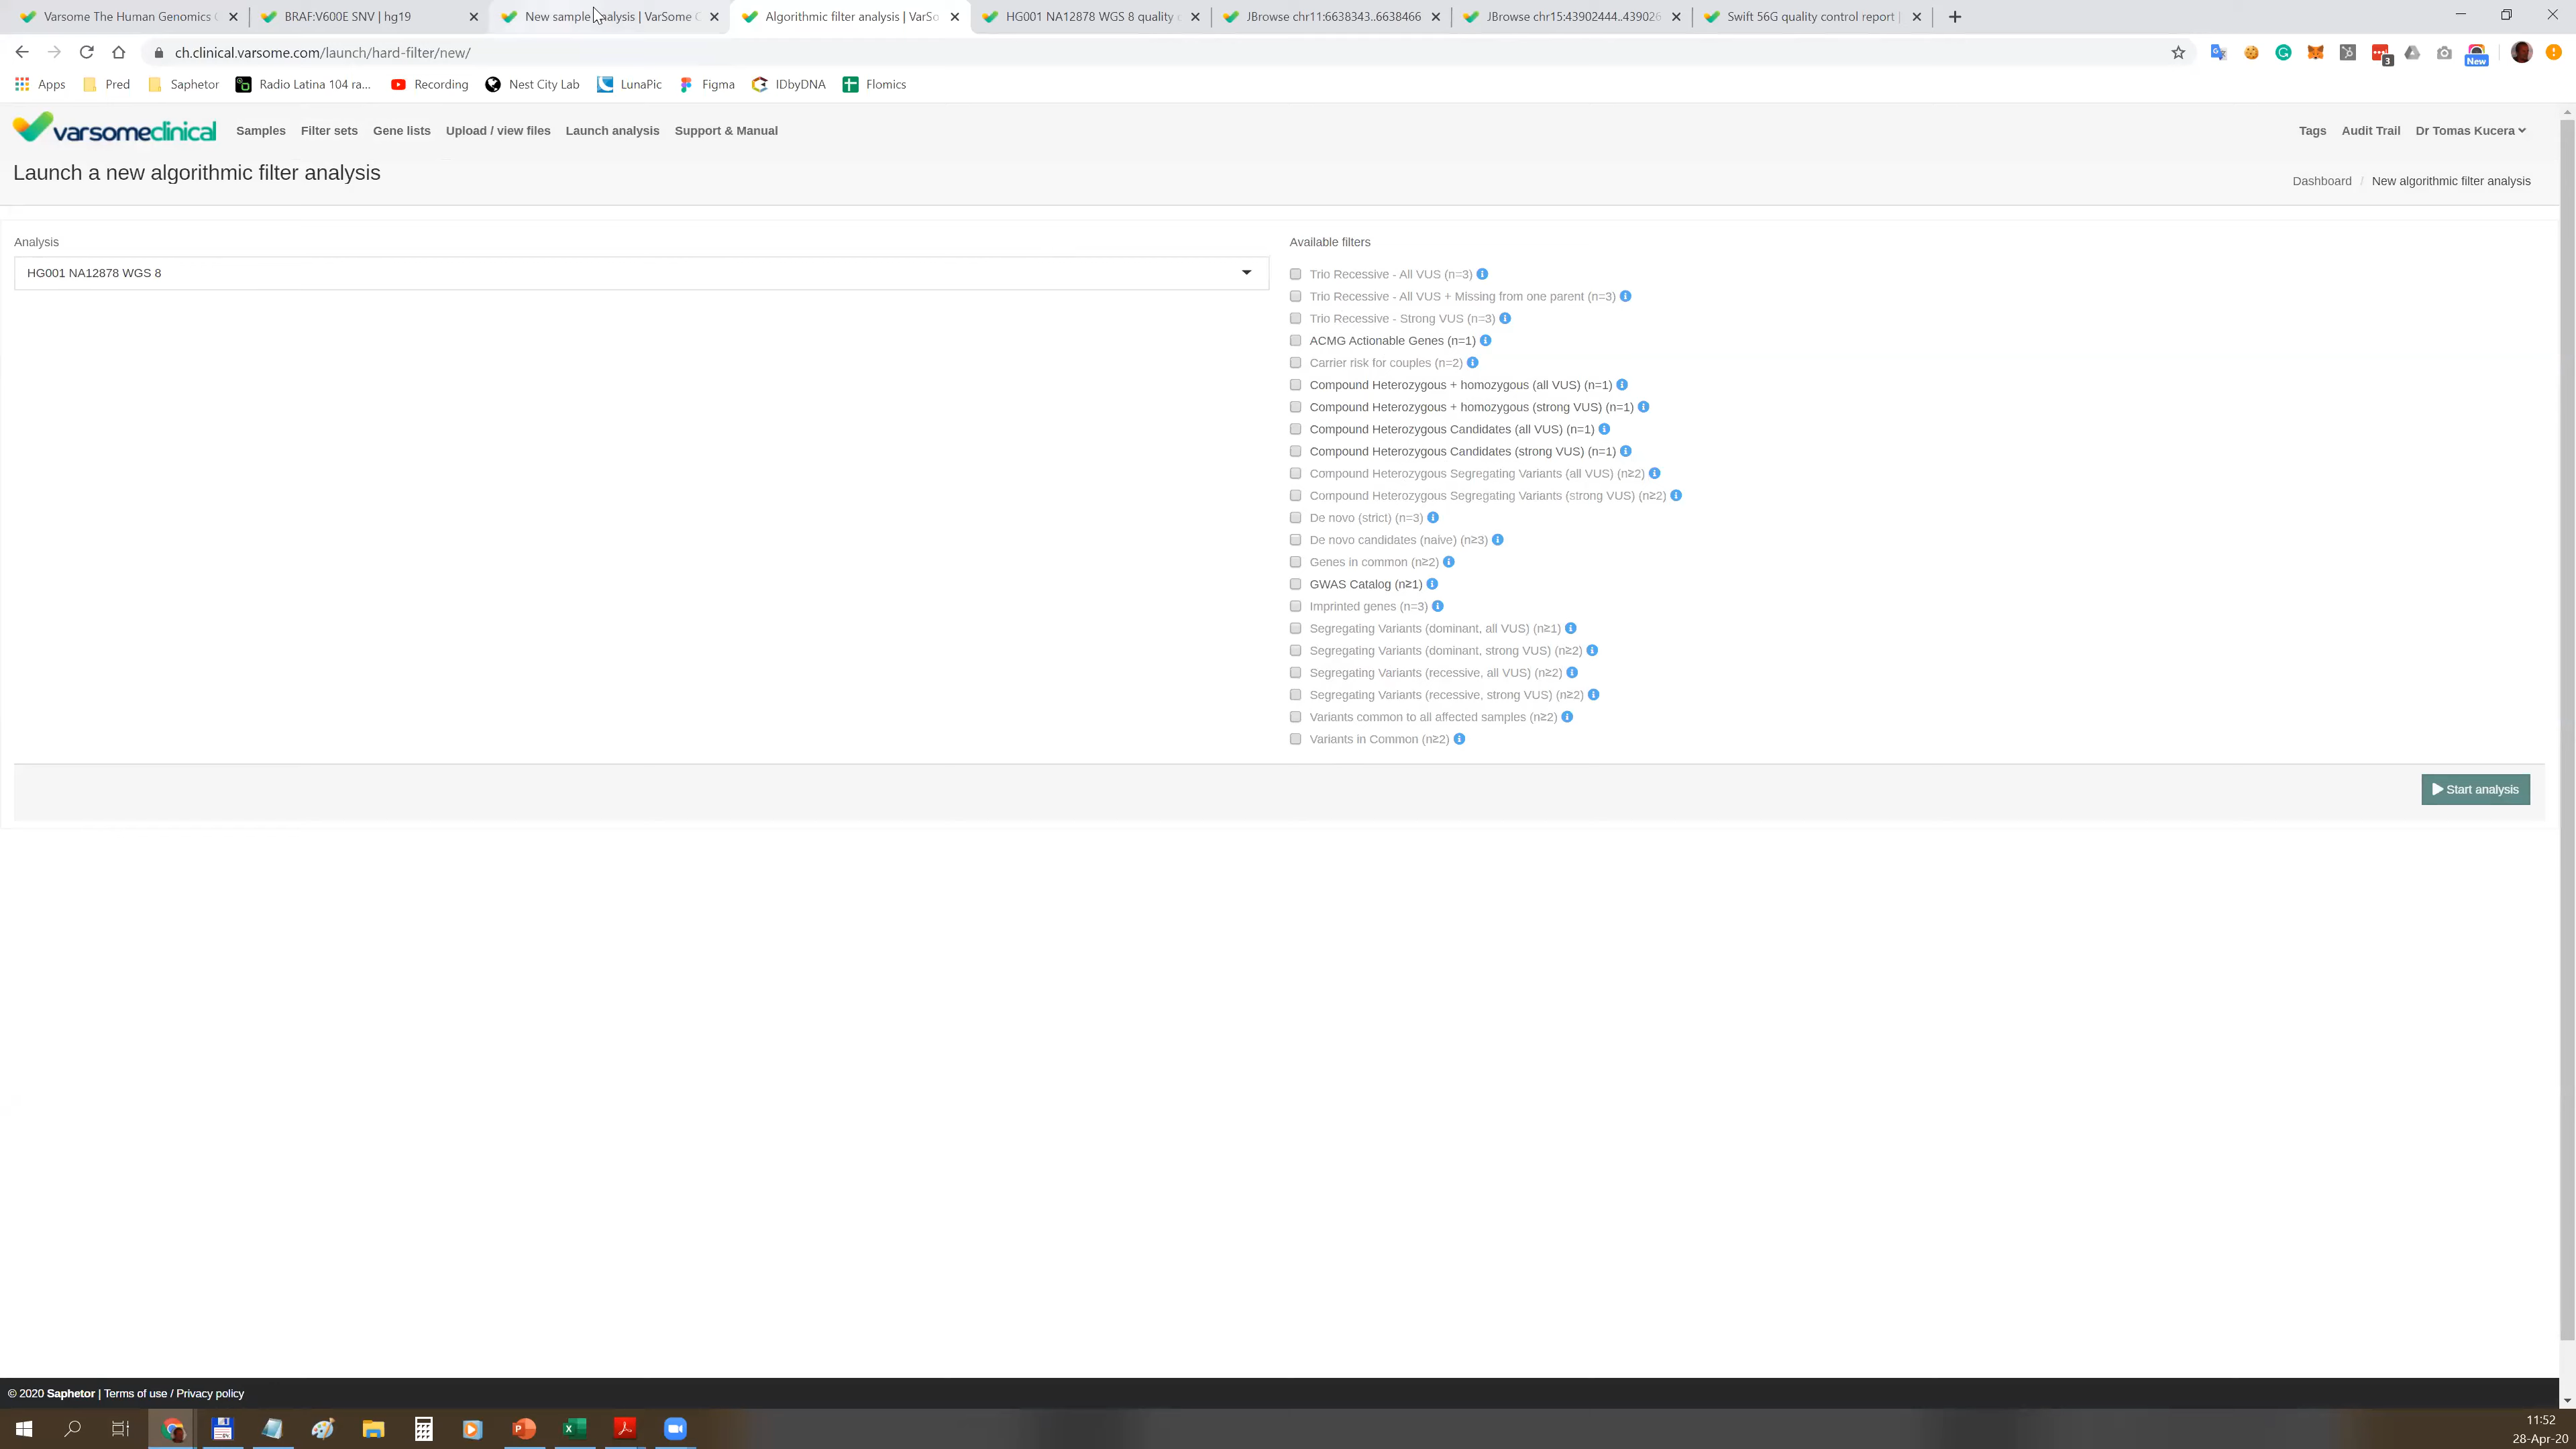 Varsome The Human Genomics
BRAF:V600E SNV | hg19
New sample analysis | VarSome C
Algorithmic filter analysis | VarSo
HG001 NA12878 WGS 8 quality
JBrowse chr11:6638343..6638466
JBrowse chr15:43902444..439026
Swift 56G quality control report |
ch.clinical.varsome.com/launch/hard-filter/new/
3
New
Apps
Pred
Saphetor
Radio Latina 104 ra...
Recording
Nest City Lab
LunaPic
Figma
IDbyDNA
Flomics
varsomeclinical
Samples
Filter sets
Gene lists
Upload / view files
Launch analysis
Support & Manual
Tags
Audit Trail
Dr Tomas Kucera
Launch a new algorithmic filter analysis
Dashboard / New algorithmic filter analysis
Analysis
HG001 NA12878 WGS 8
Available filters
Trio Recessive - All VUS (n=3)
Trio Recessive - All VUS + Missing from one parent (n=3)
Trio Recessive - Strong VUS (n=3)
ACMG Actionable Genes (n=1)
Carrier risk for couples (n=2)
Compound Heterozygous + homozygous (all VUS) (n=1)
Compound Heterozygous + homozygous (strong VUS) (n=1)
Compound Heterozygous Candidates (all VUS) (n=1)
Compound Heterozygous Candidates (strong VUS) (n=1)
Compound Heterozygous Segregating Variants (all VUS) (n≥2)
Compound Heterozygous Segregating Variants (strong VUS) (n≥2)
De novo (strict) (n=3)
De novo candidates (naive) (n≥3)
Genes in common (n≥2)
GWAS Catalog (n≥1)
Imprinted genes (n=3)
Segregating Variants (dominant, all VUS) (n≥1)
Segregating Variants (dominant, strong VUS) (n≥2)
Segregating Variants (recessive, all VUS) (n≥2)
Segregating Variants (recessive, strong VUS) (n≥2)
Variants common to all affected samples (n≥2)
Variants in Common (n≥2)
Start analysis
© 2020 Saphetor | Terms of use / Privacy policy
11:52
28-Apr-20